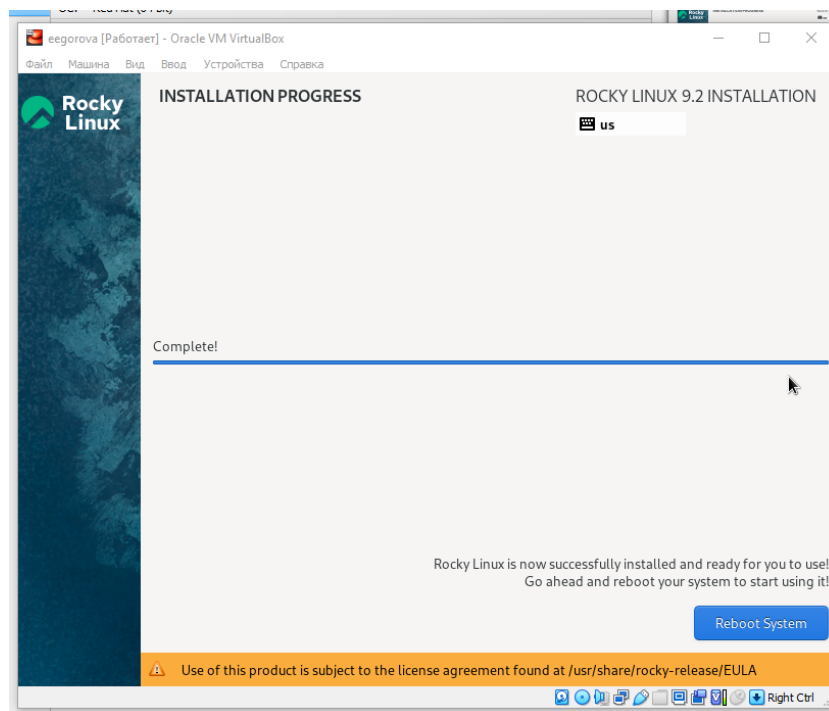 eegorova [Работает] - Oracle VM VirtualBox
Файл Машина Вид Ввод Устройства Справка
Rocky
Linux
INSTALLATION PROGRESS
ROCKY LINUX 9.2 INSTALLATION
us
Complete!
Rocky Linux is now successfully installed and ready for you to use!
Go ahead and reboot your system to start using it!
Reboot System
Use of this product is subject to the license agreement found at /usr/share/rocky-release/EULA
Right Ctrl